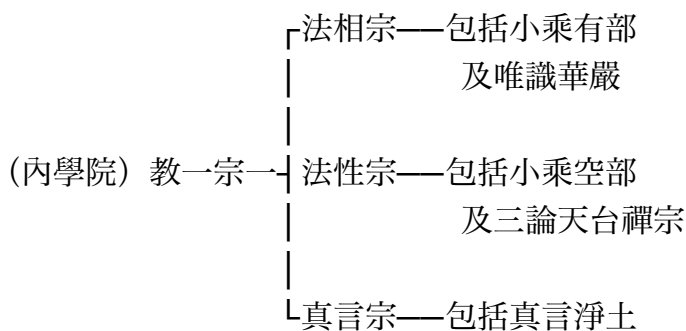 ┌法相宗──包括小乘有部
及唯識華嚴
(內學院)教一宗一┤法性宗──包括小乘空部
及三論天台禪宗
└真言宗──包括真言淨土